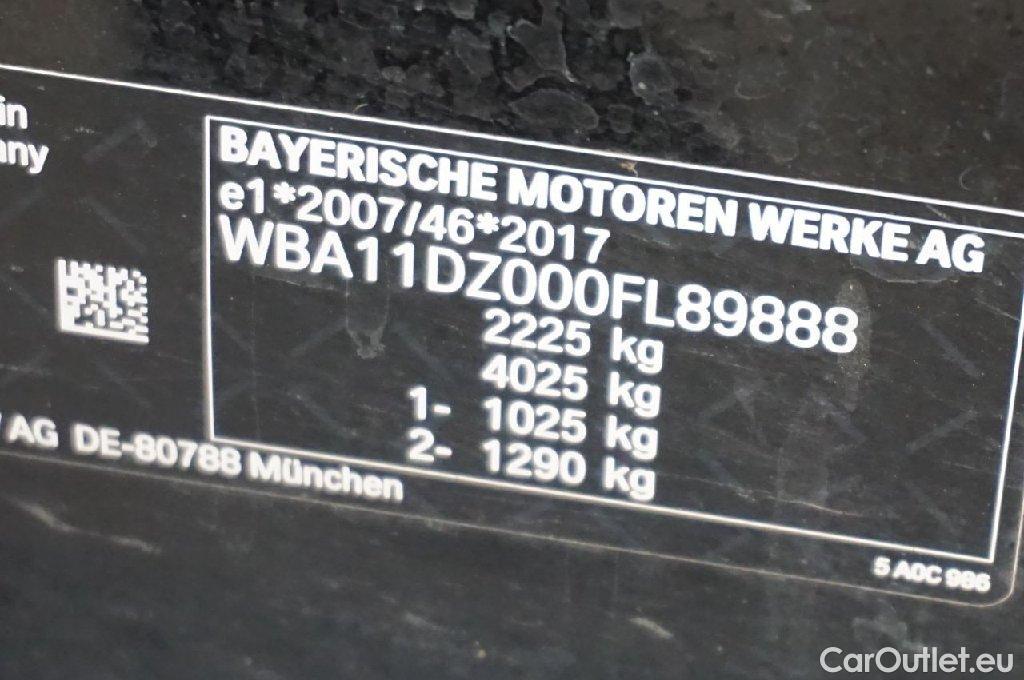 in
any
BAYERISCHE MOTOREN WERKE AG
e1*2007/46*2017
WBA11DZ000FL89888
2225 kg
4025 kg
1- 1025 kg
2- 1290 kg
AG DE-80788 München
5 A0C 986
CarOutlet.eu